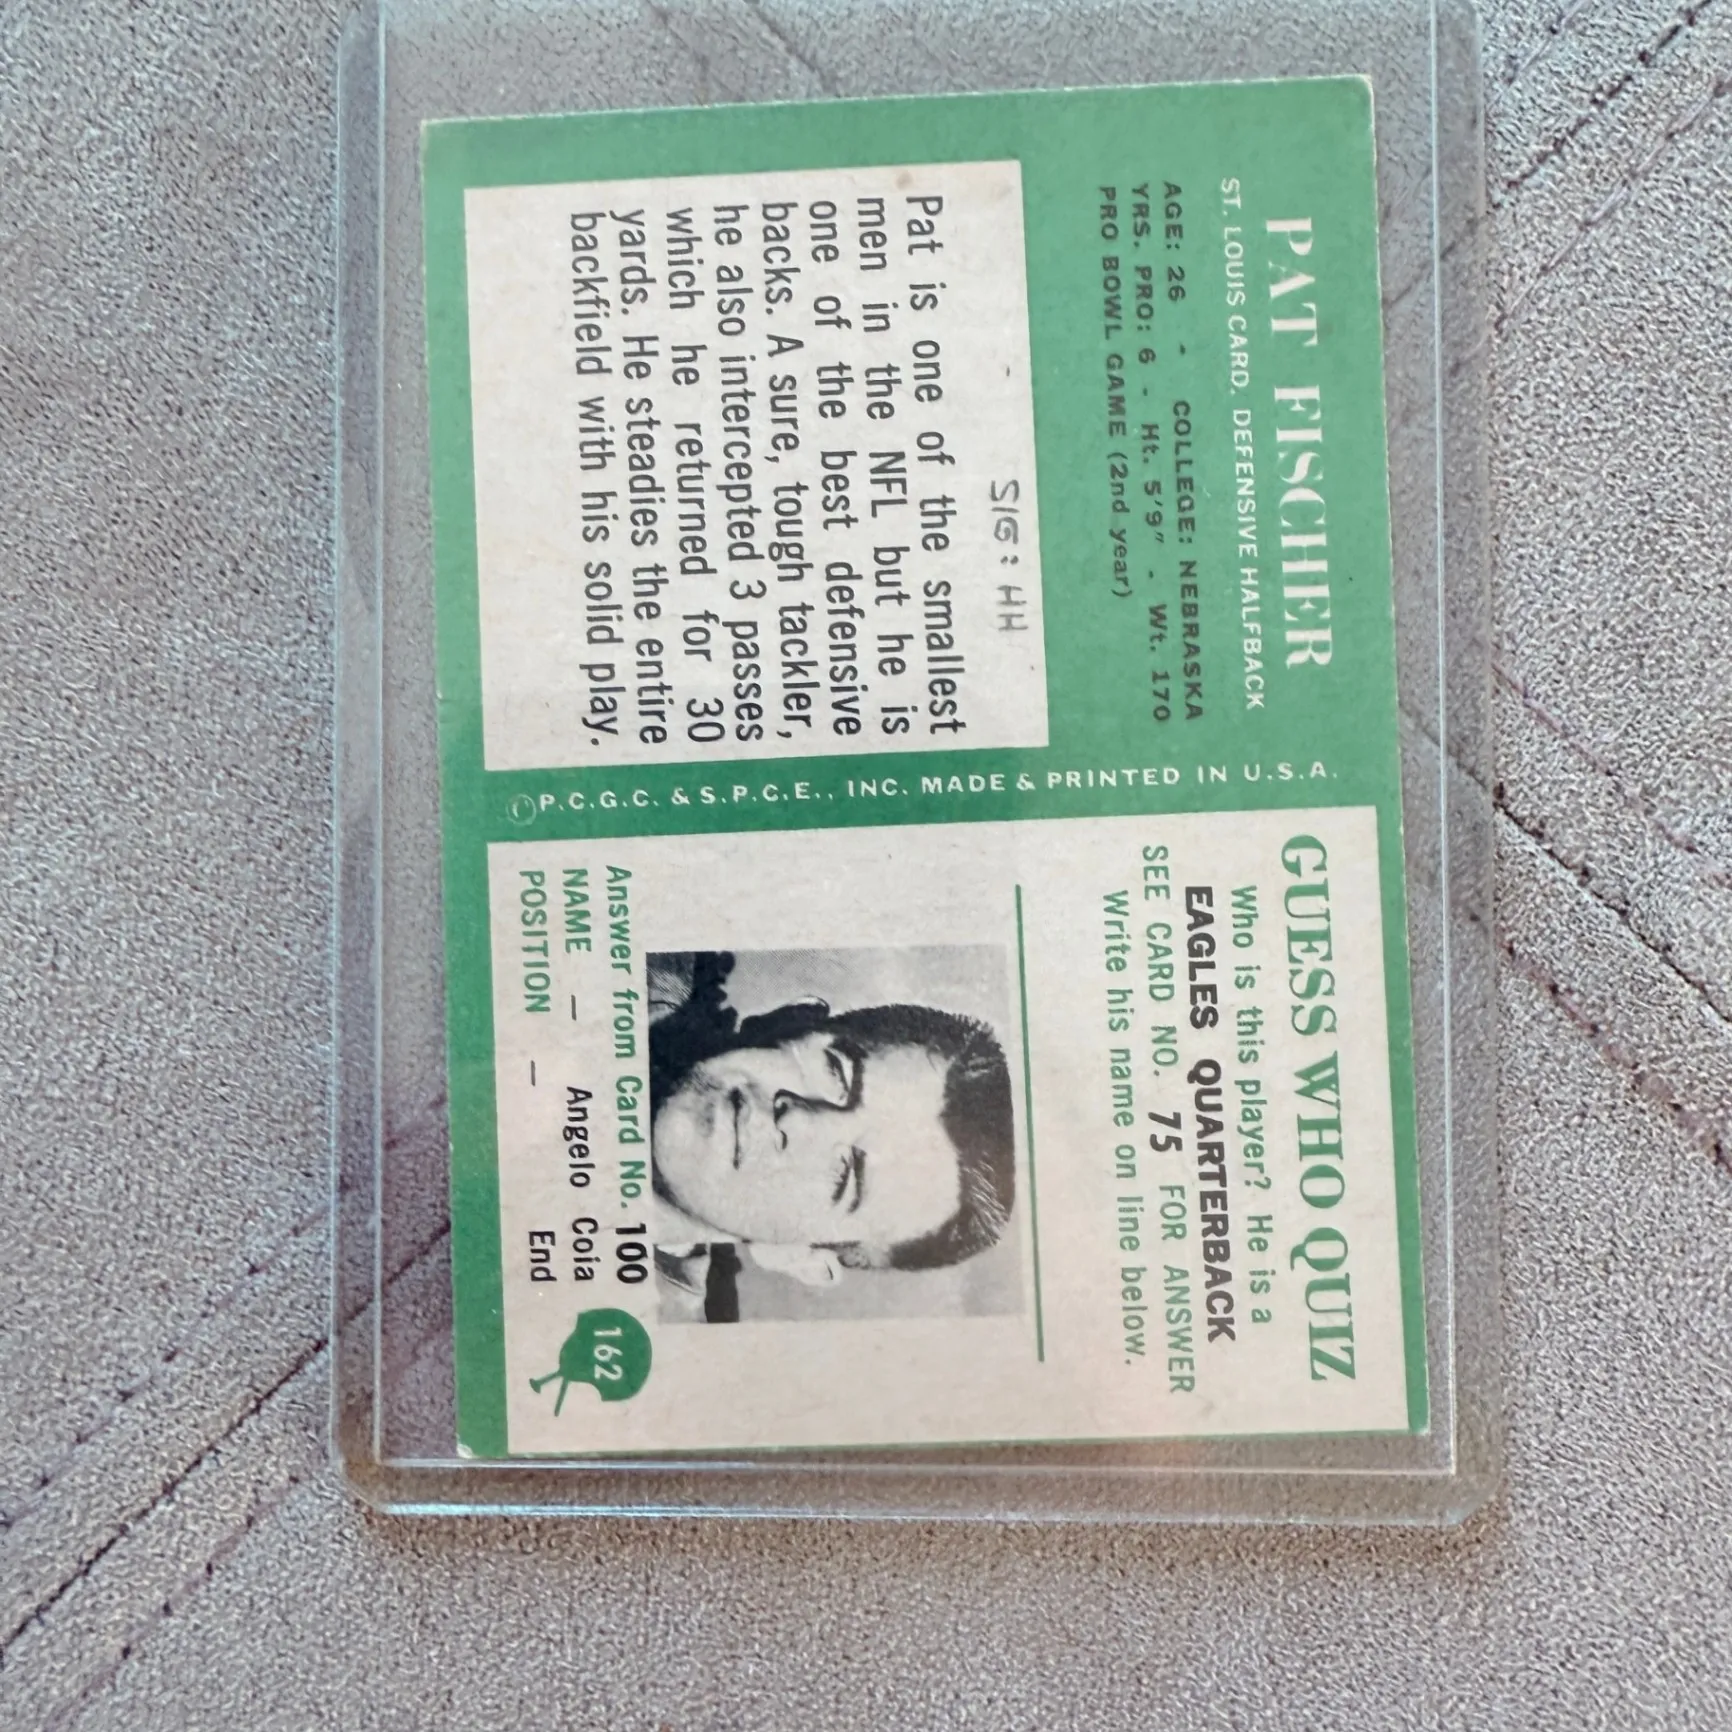 PAT FISCHER
ST. LOUIS CARD. DEFENSIVE HALFBACK
AGE: 26 - COLLEGE: NEBRASKA
YRS. PRO: 6 - Ht. 5'9" - Wt. 170
PRO BOWL GAME (2nd year)
SIG: HH
Pat is one of the smallest
men in the NFL but he is
one of the best defensive
backs. A sure, tough tackler,
he also intercepted 3 passes
which he returned for 30
yards. He steadies the entire
backfield with his solid play.
©P.C.G.C. & S.P.C.E., INC. MADE & PRINTED IN U.S.A.
GUESS WHO QUIZ
Who is this player? He is a
EAGLES QUARTERBACK
SEE CARD NO. 75 FOR ANSWER
Write his name on line below.
Answer from Card No. 100
NAME — Angelo Coia
POSITION — End
162